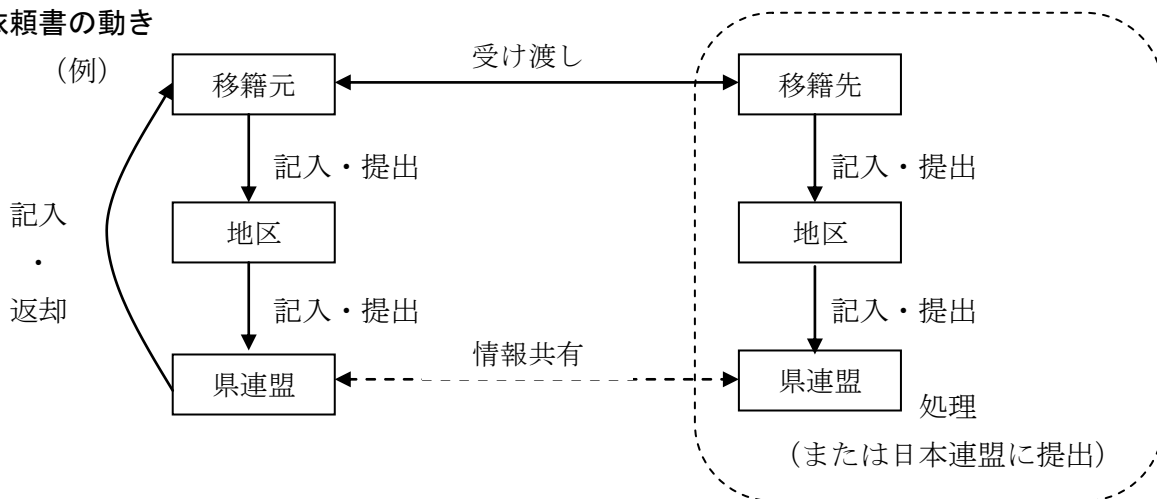 依頼書の動き
（例）
受け渡し
移籍元
移籍先
記入・提出
記入・提出
記入
・
返却
地区
地区
記入・提出
記入・提出
情報共有
県連盟
県連盟
処理
（または日本連盟に提出）